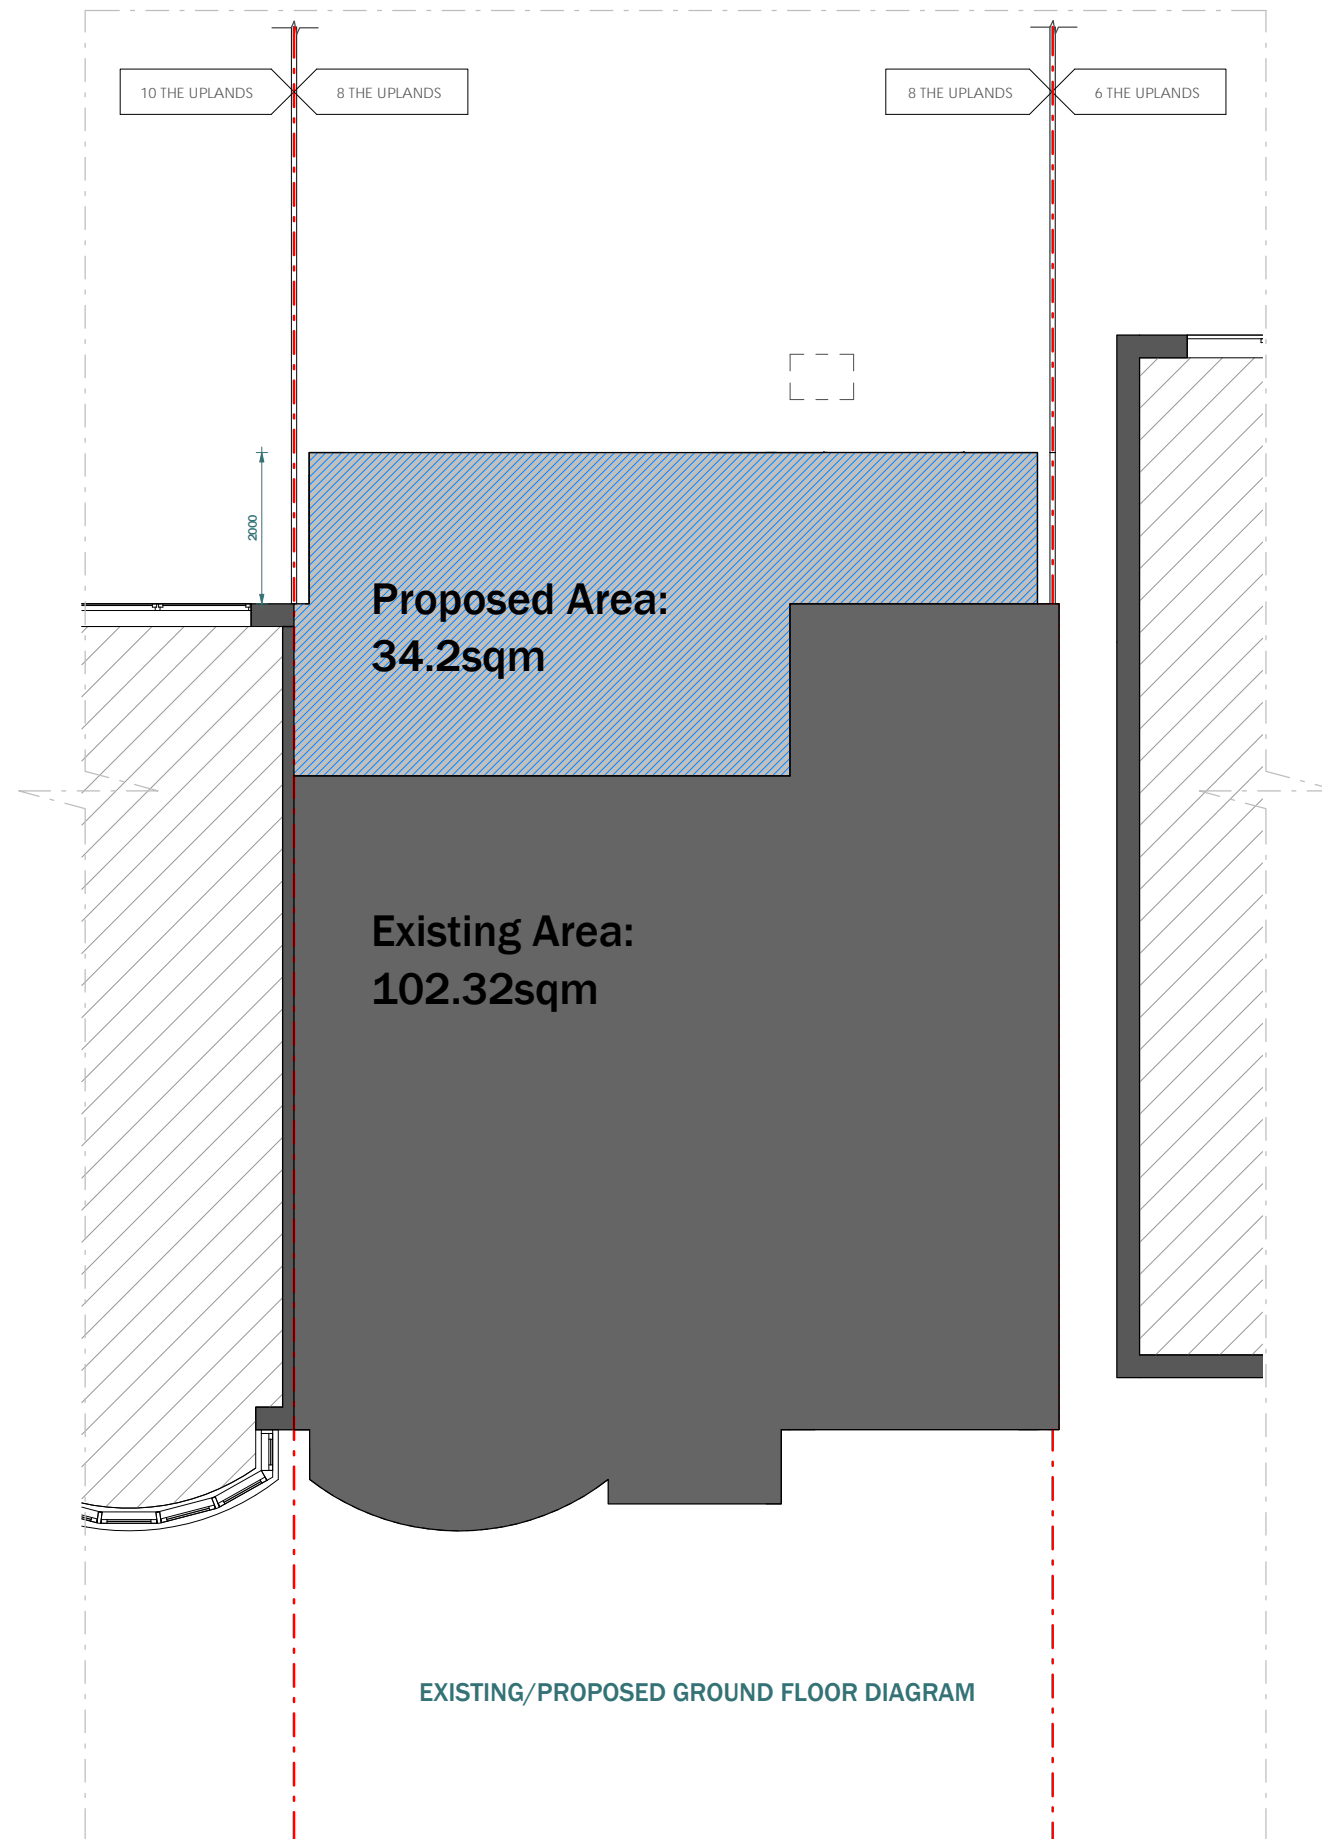 10 THE UPLANDS
8 THE UPLANDS
8 THE UPLANDS
6 THE UPLANDS
2000
Proposed Area:
34.2sqm
Existing Area:
102.32sqm
EXISTING/PROPOSED GROUND FLOOR DIAGRAM